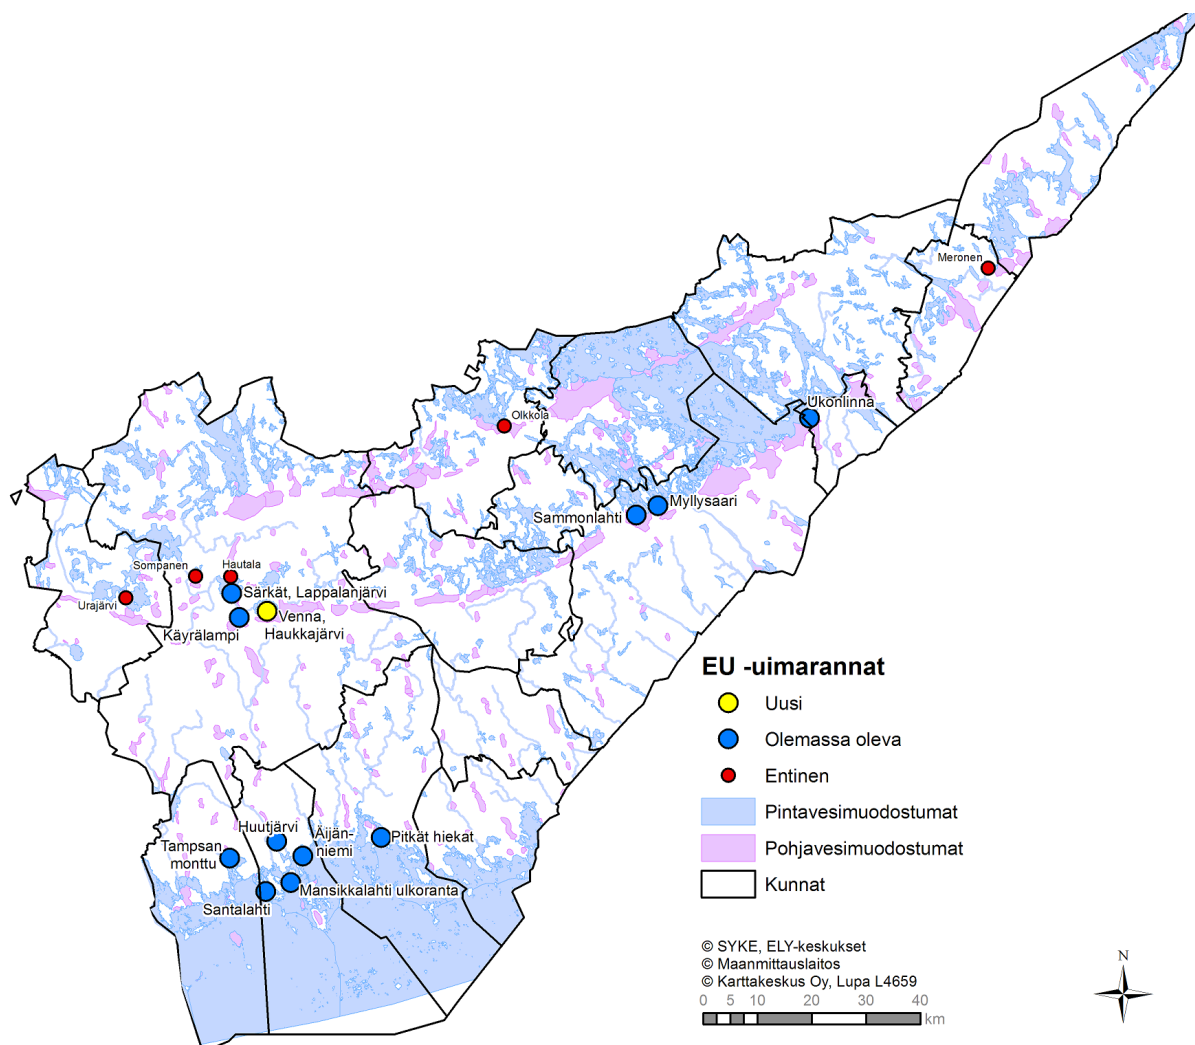 Meronen
Ukonlinna
Olkkola
Myllysaari
Sammonlahti
Sompanen
Hautala
Särkät, Lappalanjärvi
Urajärvi
Venna,
Haukkajärvi
Käyrälampi
Huutjärvi
Äijän-
niemi
Pitkät hiekat
Tampsan
monttu
Mansikkalahti ulkoranta
Santalahti
EU -uimarannat
Uusi
Olemassa oleva
Entinen
Pintavesimuodostumat
Pohjavesimuodostumat
Kunnat
© SYKE, ELY-keskukset
© Maanmittauslaitos
© Karttakeskus Oy, Lupa L4659
0 5 10 20 30 40
km
N